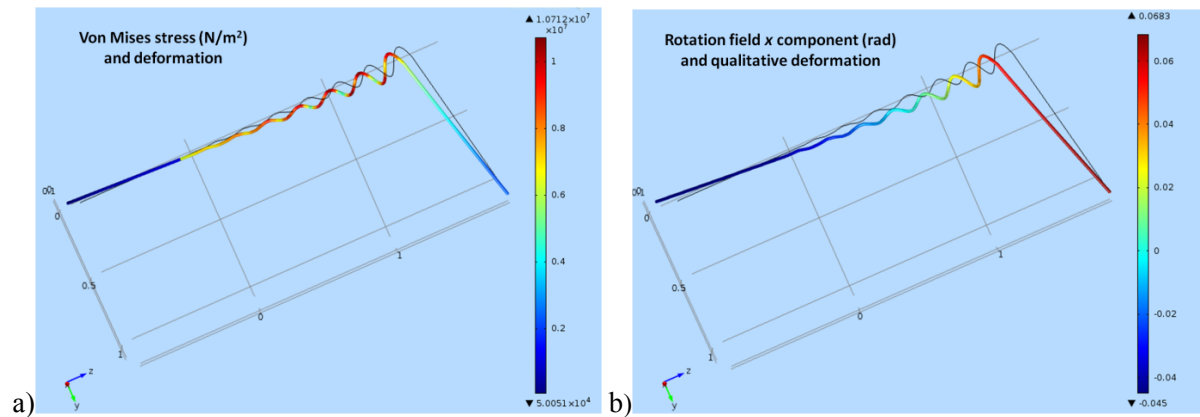 Von Mises stress (N/m²)
and deformation
▲ 1.0712×10⁷
×10⁷
1
0.8
0.6
0.4
0.2
▼ 5.0051×10⁴
0
0.5
1
0
1
z
y
a)
Rotation field x component (rad)
and qualitative deformation
▲ 0.0683
0.06
0.04
0.02
0
-0.02
-0.04
▼ -0.045
0
0.5
1
0
1
z
y
b)